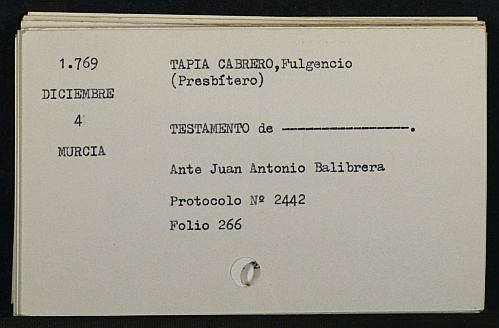 1.769
DICIEMBRE
4
MURCIA
TAPIA CABRERO,Fulgencio
(Presbítero)
TESTAMENTO de ----------------.
Ante Juan Antonio Balibrera
Protocolo Nº 2442
Folio 266